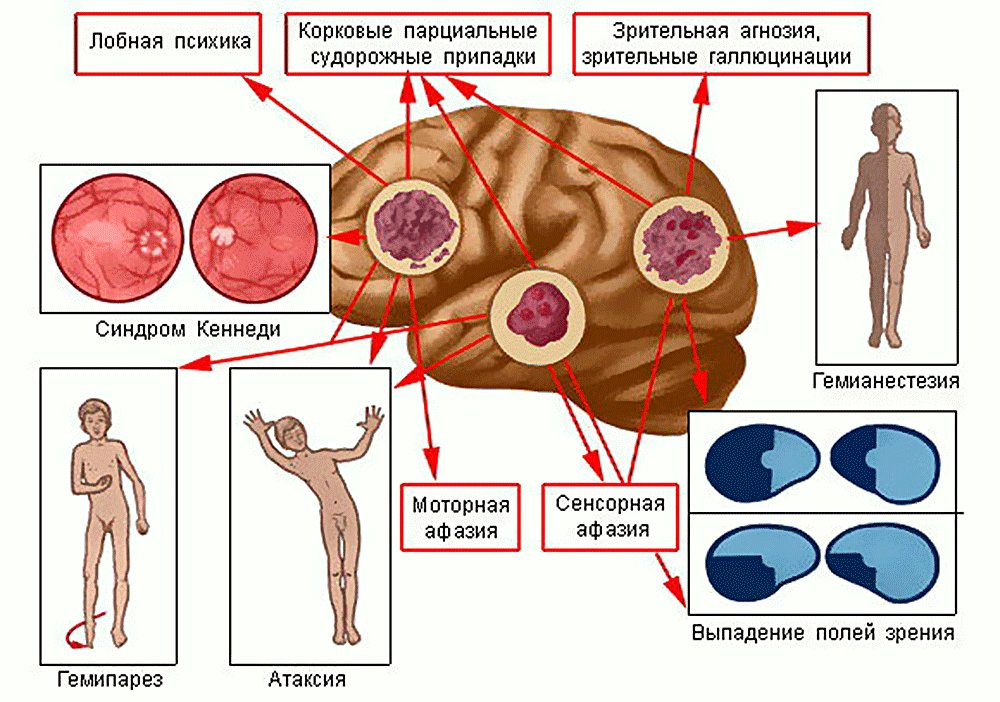 Лобная психика
Корковые парциальные
судорожные припадки
Зрительная агнозия,
зрительные галлюцинации
Синдром Кеннеди
Гемианестезия
Моторная
афазия
Сенсорная
афазия
Выпадение полей зрения
Гемипарез
Атаксия